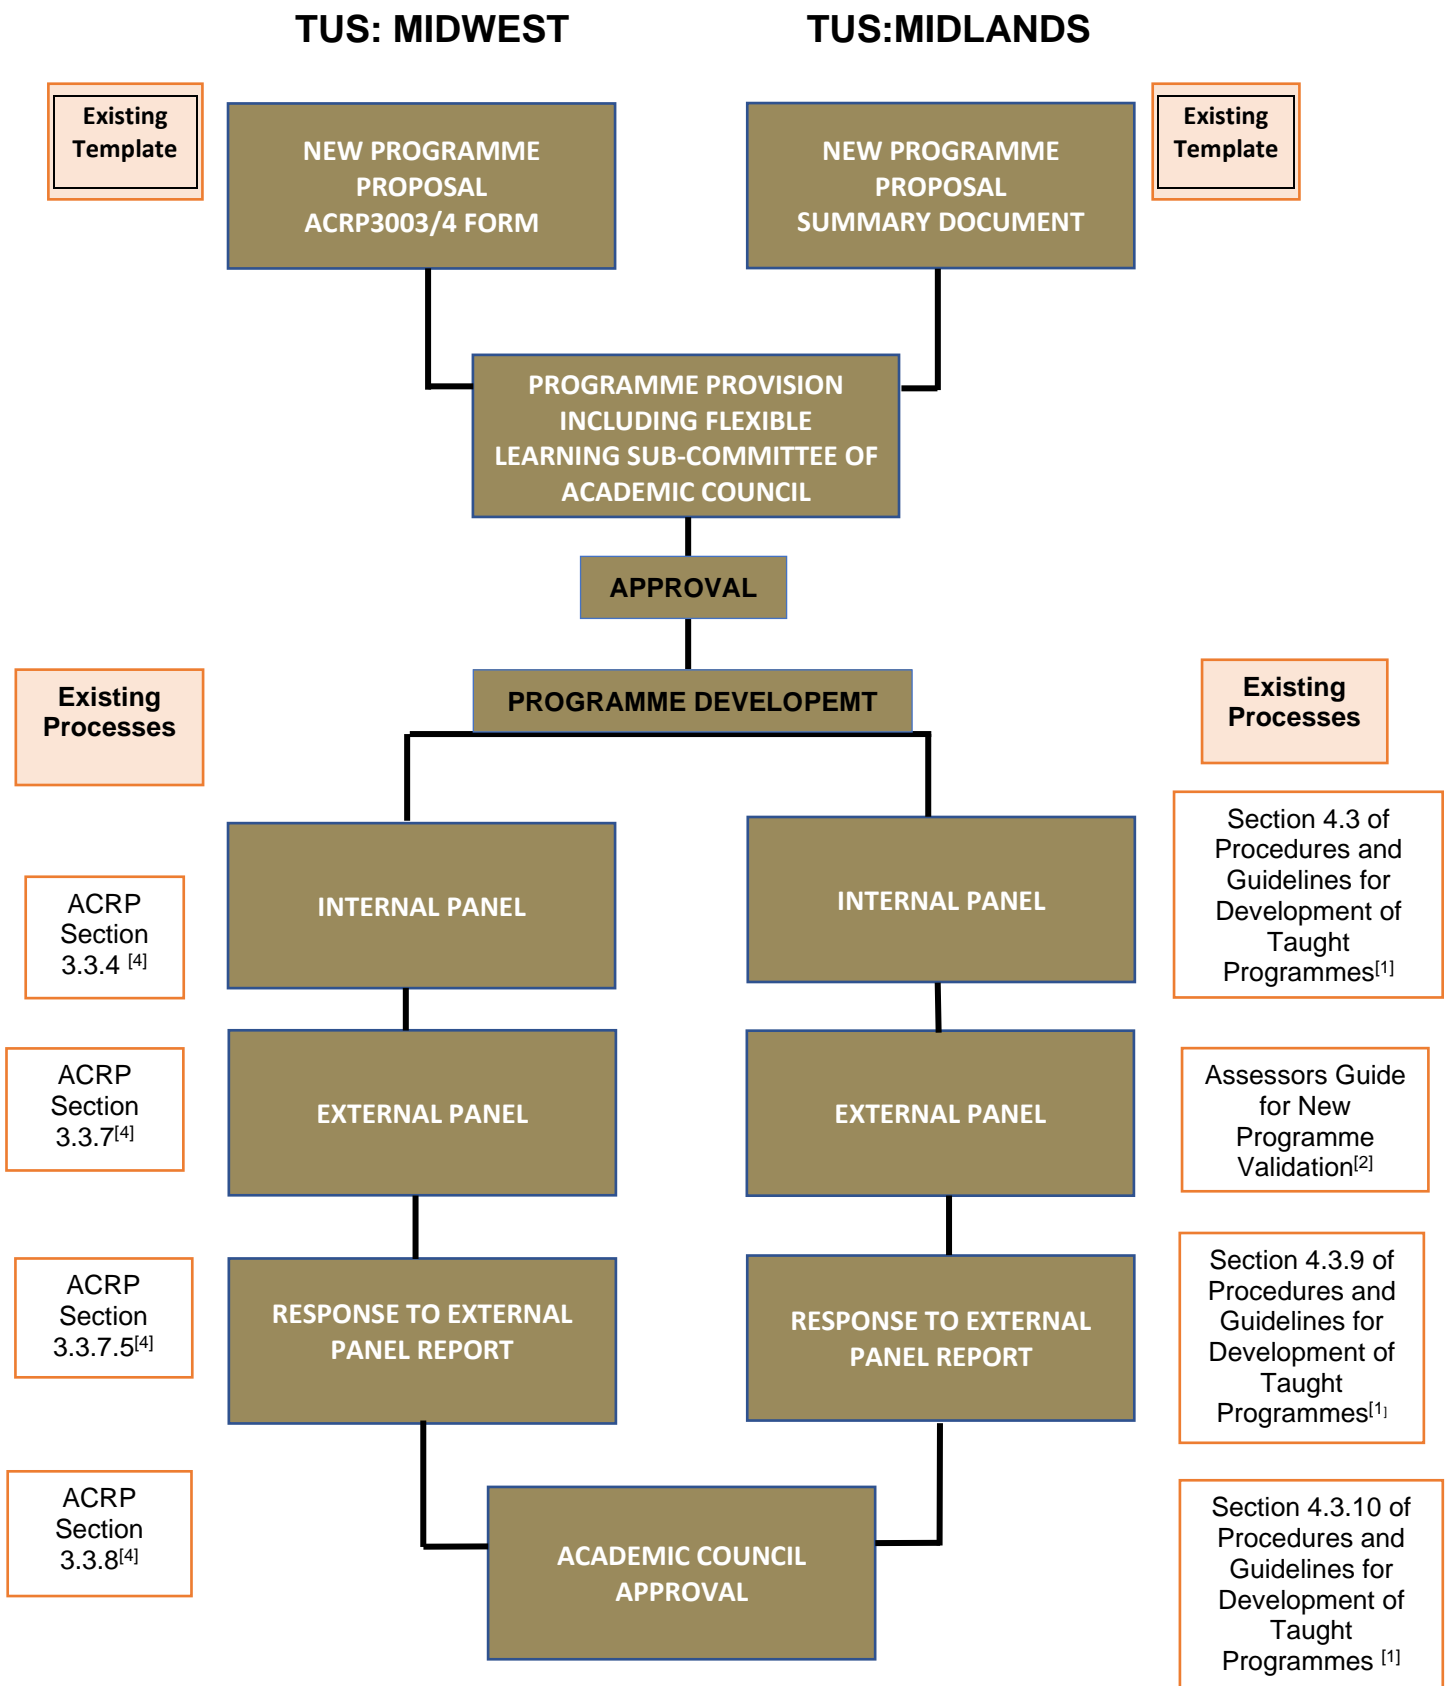 TUS: MIDWEST
TUS:MIDLANDS
Existing
Template
NEW PROGRAMME
PROPOSAL
ACRP3003/4 FORM
NEW PROGRAMME
PROPOSAL
SUMMARY DOCUMENT
Existing
Template
PROGRAMME PROVISION
INCLUDING FLEXIBLE
LEARNING SUB-COMMITTEE OF
ACADEMIC COUNCIL
APPROVAL
PROGRAMME DEVELOPEMT
Existing
Processes
Existing
Processes
ACRP
Section
3.3.4 [4]
INTERNAL PANEL
INTERNAL PANEL
Section 4.3 of
Procedures and
Guidelines for
Development of
Taught
Programmes[1]
ACRP
Section
3.3.7[4]
EXTERNAL PANEL
EXTERNAL PANEL
Assessors Guide
for New
Programme
Validation[2]
ACRP
Section
3.3.7.5[4]
RESPONSE TO EXTERNAL
PANEL REPORT
RESPONSE TO EXTERNAL
PANEL REPORT
Section 4.3.9 of
Procedures and
Guidelines for
Development of
Taught
Programmes[1]
ACRP
Section
3.3.8[4]
ACADEMIC COUNCIL
APPROVAL
Section 4.3.10 of
Procedures and
Guidelines for
Development of
Taught
Programmes [1]